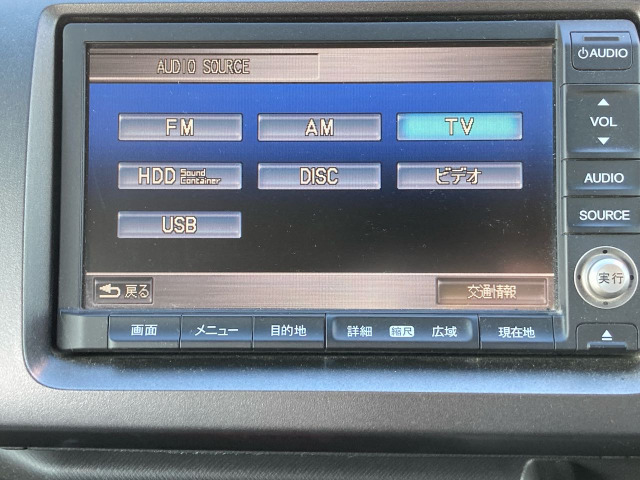 AUDIO SOURCE
FM AM TV
HDD Sound Container DISC ビデオ
USB
戻る 交通情報
AUDIO
VOL
AUDIO
SOURCE
実行
画面 メニュー 目的地 詳細 縮尺 広域 現在地